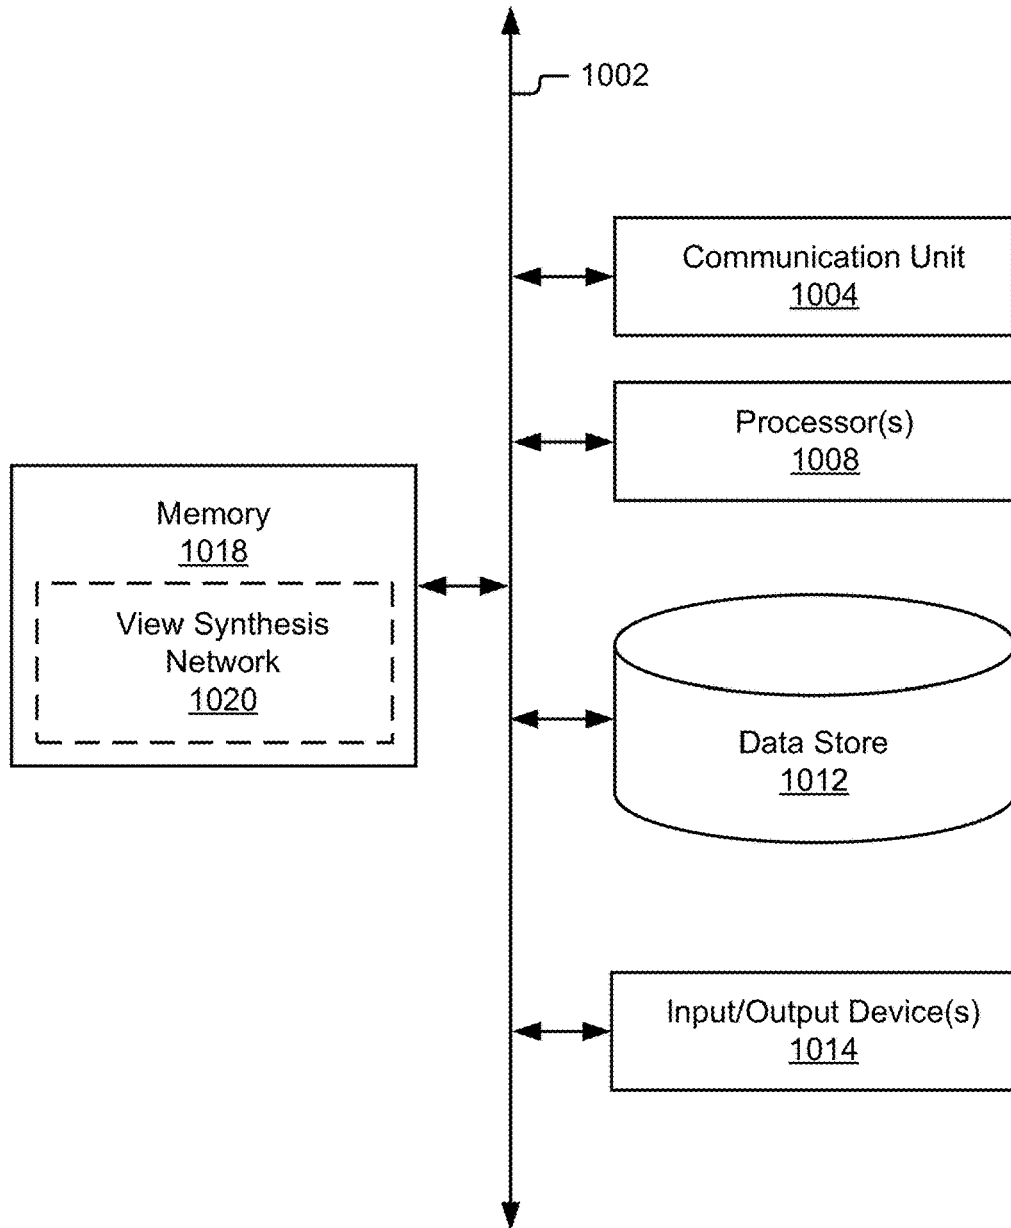 1002
Communication Unit
1004
Processor(s)
1008
Memory
1018
View Synthesis
Network
1020
Data Store
1012
Input/Output Device(s)
1014